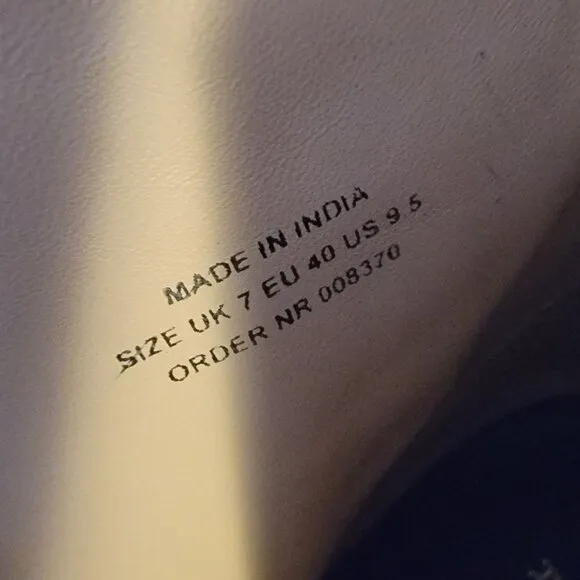 MADE IN INDIA
SIZE UK 7 EU 40 US 9.5
ORDER NR 008370